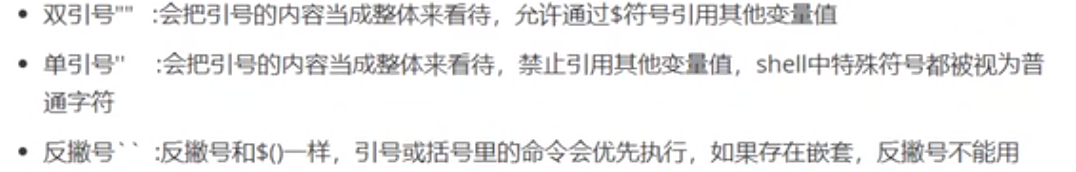 • 双引号"" :会把引号的内容当成整体来看待，允许通过$符号引用其他变量值
• 单引号'' :会把引号的内容当成整体来看待，禁止引用其他变量值，shell中特殊符号都被视为普
通字符
• 反撇号`` :反撇号和$()一样，引号或括号里的命令会优先执行，如果存在嵌套，反撇号不能用